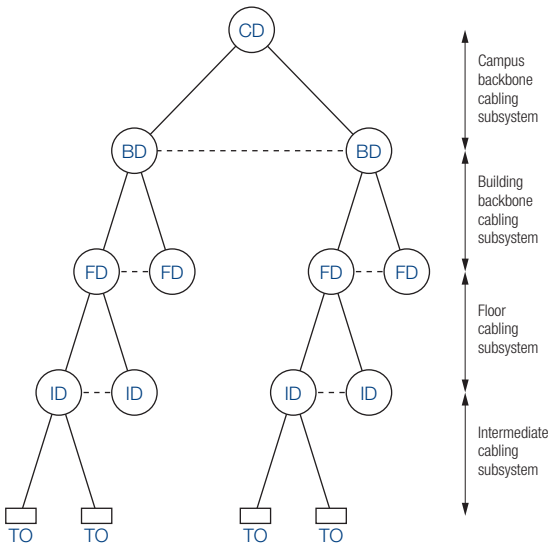 CD
Campus
backbone
cabling
subsystem
BD
BD
Building
backbone
cabling
subsystem
FD
FD
FD
FD
Floor
cabling
subsystem
ID
ID
ID
ID
Intermediate
cabling
subsystem
TO
TO
TO
TO